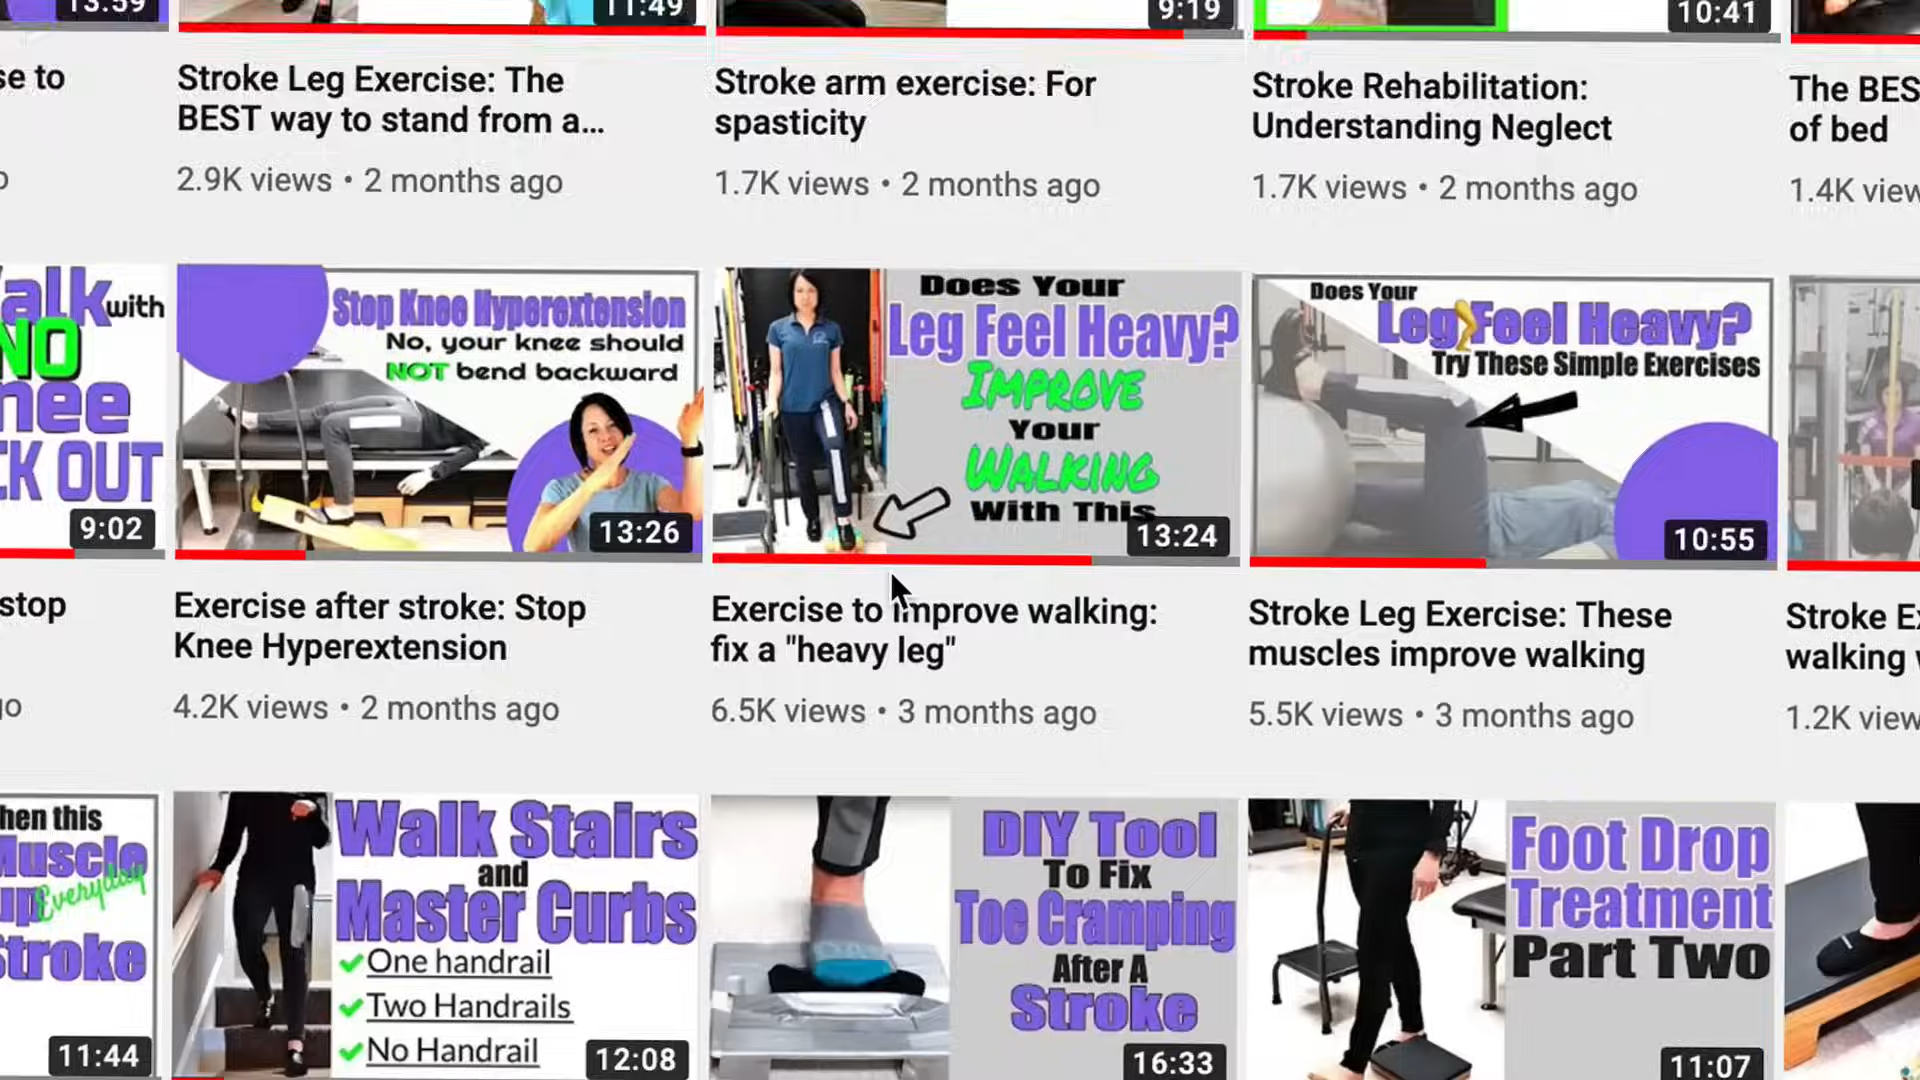 13:59
11:49
9:19
10:41
se to
Stroke Leg Exercise: The
BEST way to stand from a...
2.9K views • 2 months ago
Stroke arm exercise: For
spasticity
1.7K views • 2 months ago
Stroke Rehabilitation:
Understanding Neglect
1.7K views • 2 months ago
The BES
of bed
1.4K view
alk with
NO
nee
CK OUT
9:02
Stop Knee Hyperextension
No, your knee should
NOT bend backward
13:26
Does Your
Leg Feel Heavy?
Improve
Your
Walking
With This
13:24
Does Your
Leg Feel Heavy?
Try These Simple Exercises
10:55
stop
go
Exercise after stroke: Stop
Knee Hyperextension
4.2K views • 2 months ago
Exercise to improve walking:
fix a "heavy leg"
6.5K views • 3 months ago
Stroke Leg Exercise: These
muscles improve walking
5.5K views • 3 months ago
Stroke Ex
walking
1.2K view
hen this
Muscle
up Everyday
Stroke
11:44
Walk Stairs
and
Master Curbs
One handrail
Two Handrails
No Handrail
12:08
DIY Tool
To Fix
Toe Cramping
After A
Stroke
16:33
Foot Drop
Treatment
Part Two
11:07